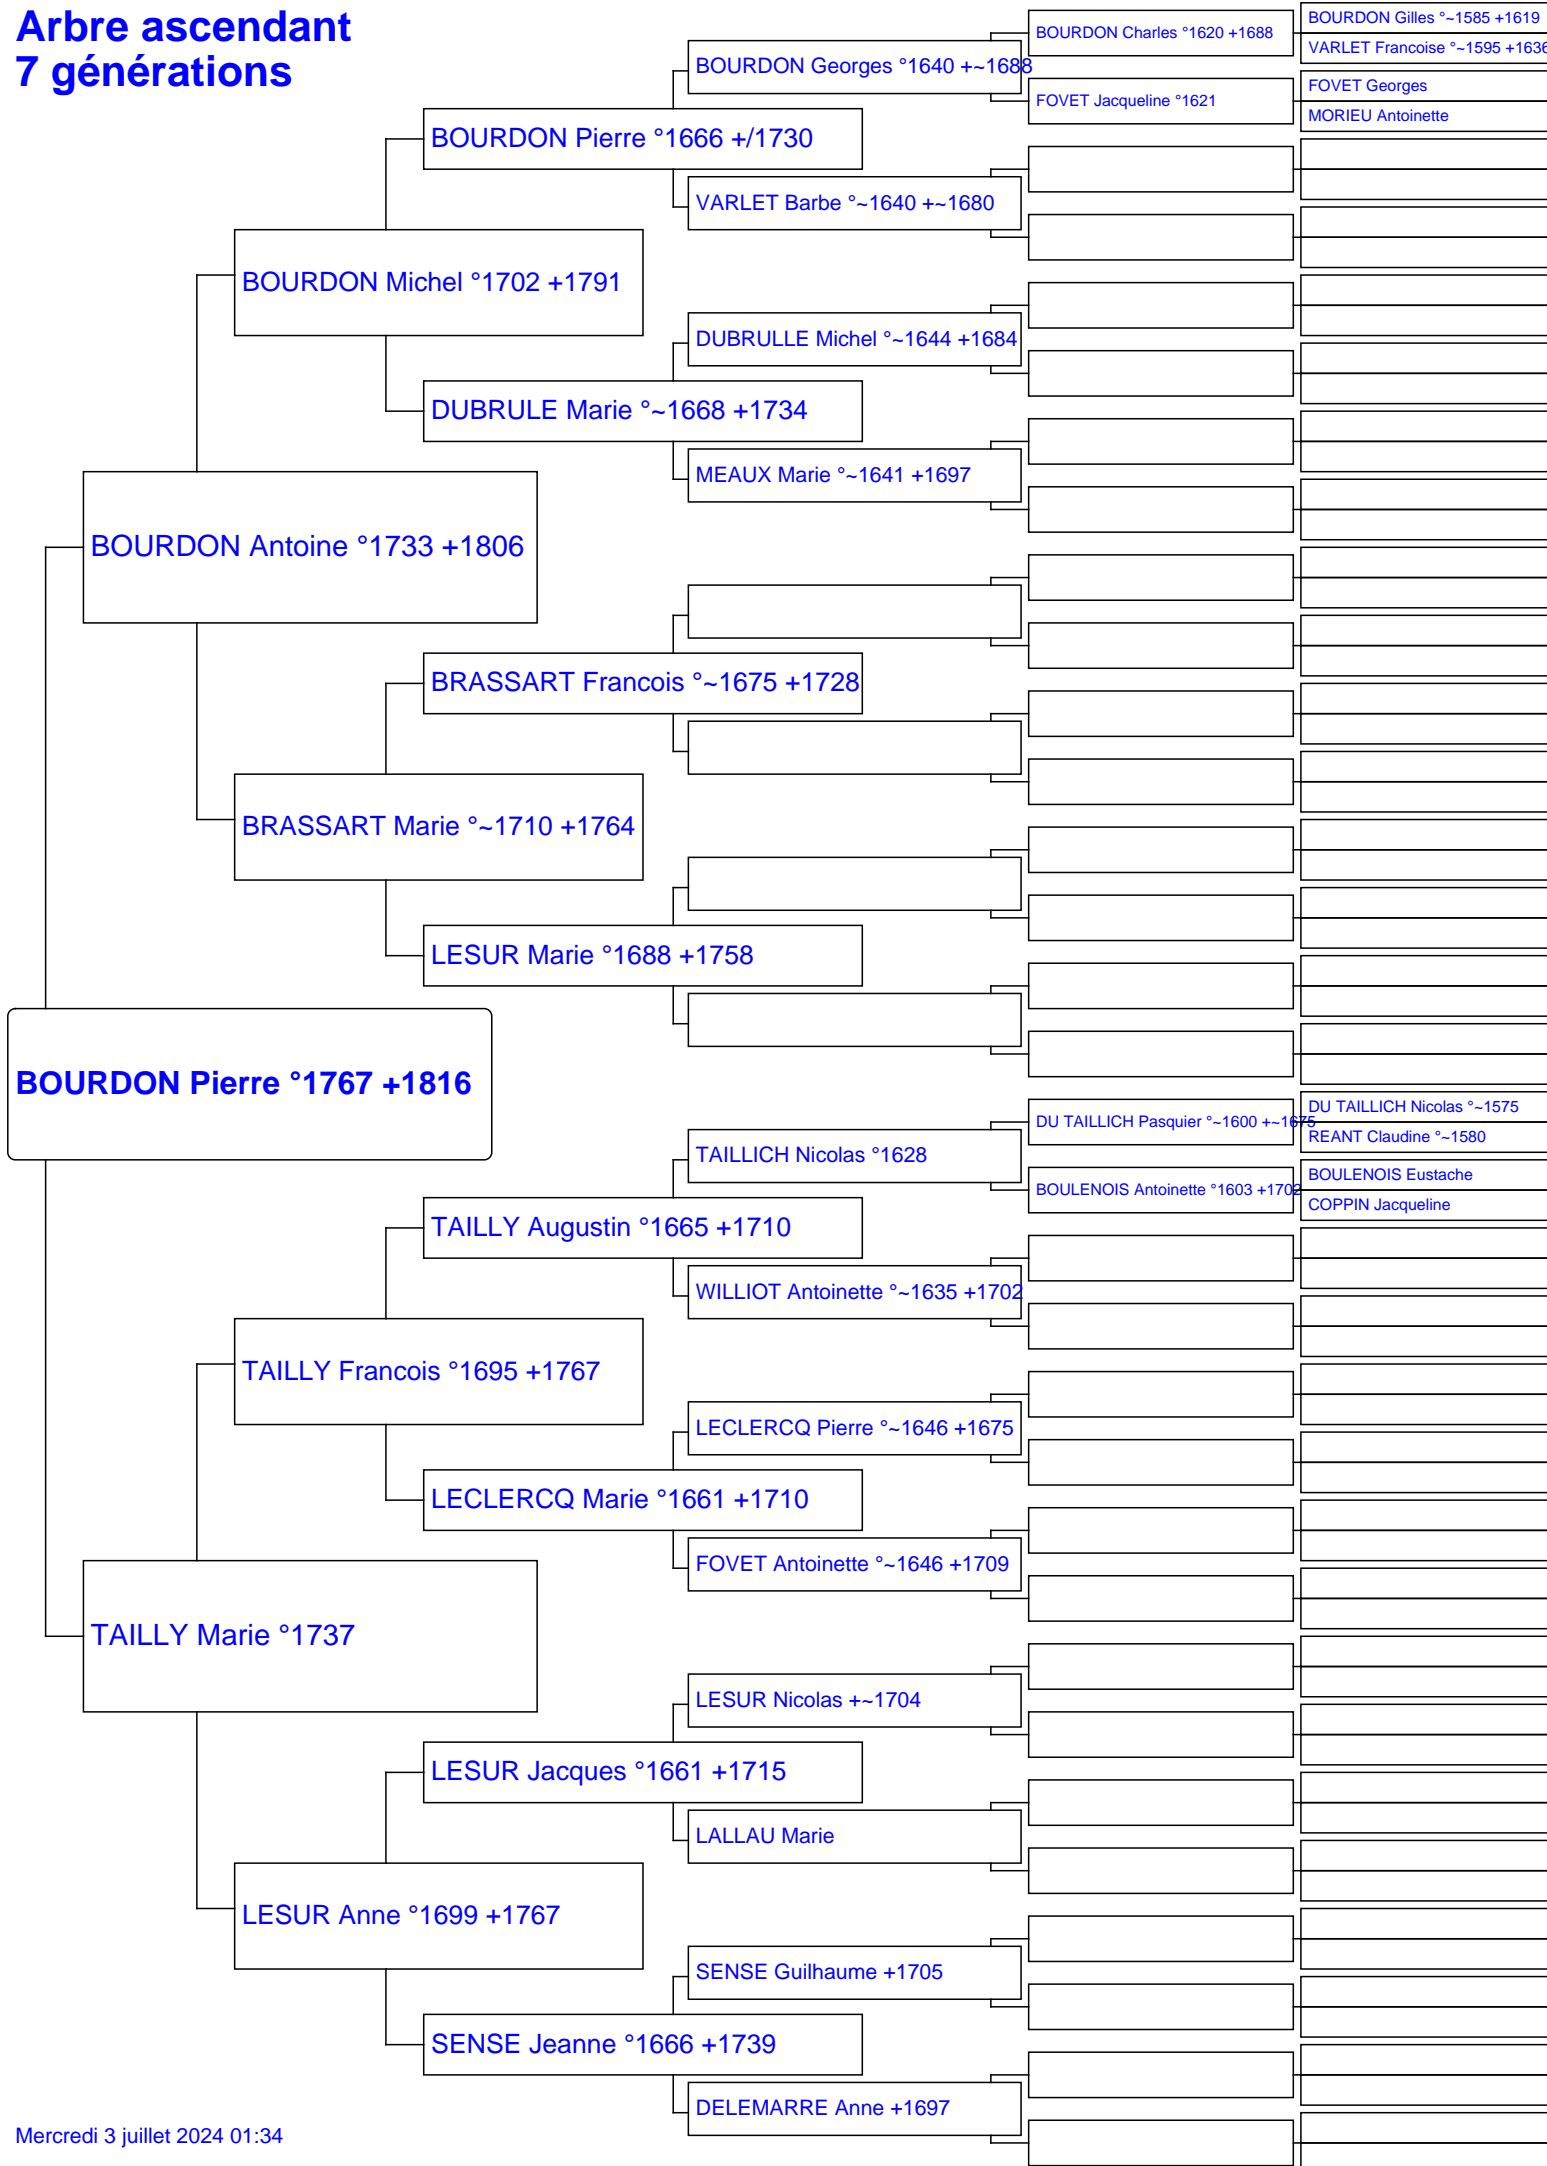 Arbre ascendant
7 générations
BOURDON Charles °1620 +1688
BOURDON Gilles °~1585 +1619
VARLET Francoise °~1595 +1636
BOURDON Georges °1640 +~1688
FOVET Jacqueline °1621
FOVET Georges
MORIEU Antoinette
BOURDON Pierre °1666 +/1730
VARLET Barbe °~1640 +~1680
BOURDON Michel °1702 +1791
DUBRULLE Michel °~1644 +1684
DUBRULE Marie °~1668 +1734
MEAUX Marie °~1641 +1697
BOURDON Antoine °1733 +1806
BRASSART Francois °~1675 +1728
BRASSART Marie °~1710 +1764
LESUR Marie °1688 +1758
BOURDON Pierre °1767 +1816
DU TAILLICH Pasquier °~1600 +~1675
DU TAILLICH Nicolas °~1575
REANT Claudine °~1580
TAILLICH Nicolas °1628
BOULENOIS Antoinette °1603 +1702
BOULENOIS Eustache
COPPIN Jacqueline
TAILLY Augustin °1665 +1710
WILLIOT Antoinette °~1635 +1702
TAILLY Francois °1695 +1767
LECLERCQ Pierre °~1646 +1675
LECLERCQ Marie °1661 +1710
FOVET Antoinette °~1646 +1709
TAILLY Marie °1737
LESUR Nicolas +~1704
LESUR Jacques °1661 +1715
LALLAU Marie
LESUR Anne °1699 +1767
SENSE Guilhaume +1705
SENSE Jeanne °1666 +1739
DELEMARRE Anne +1697
Mercredi 3 juillet 2024 01:34